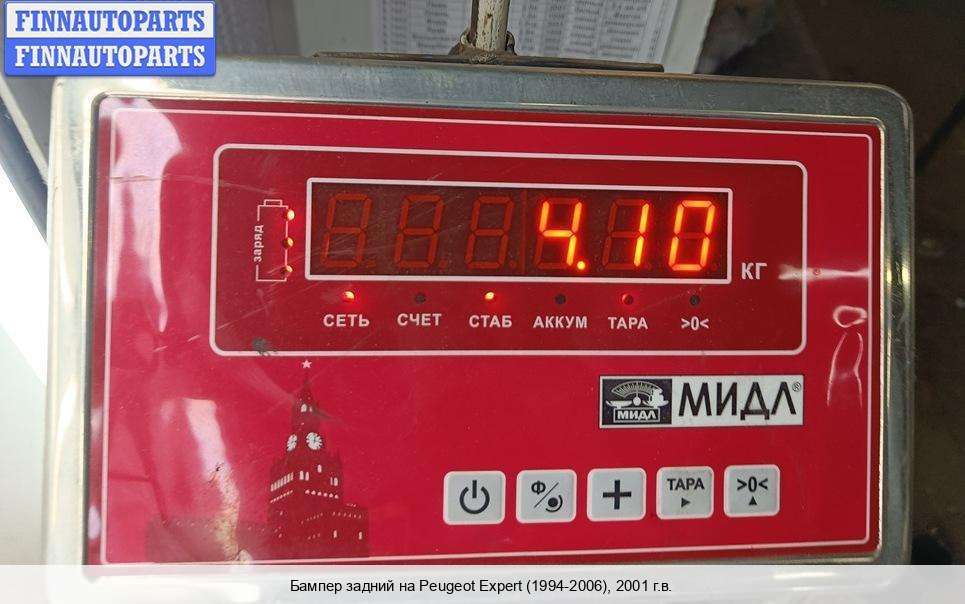 FINNAUTOPARTS
FINNAUTOPARTS
заряд
4.10
КГ
СЕТЬ СЧЕТ СТАБ АККУМ ТАРА >0<
МИДЛ МИДЛ®
Ф ТАРА >0<
Бампер задний на Peugeot Expert (1994-2006), 2001 г.в.